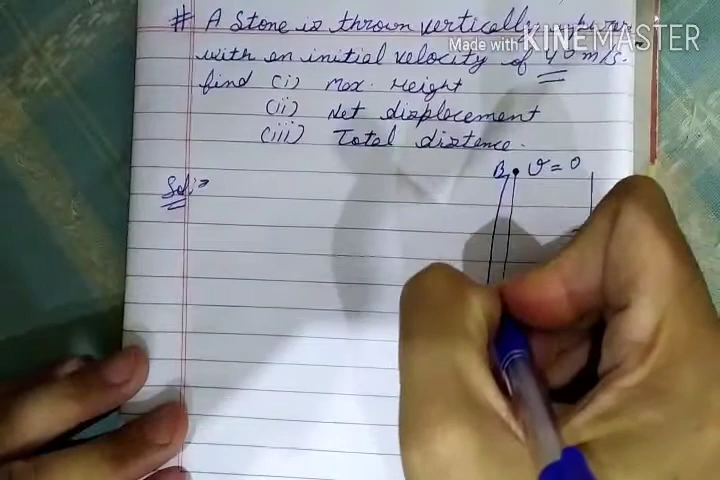 # A Stone is thrown vertically
Made with KINEMASTER
with an initial velocity of 40 m/s.
find (i) Max. Height
(ii) Net displacement
(iii) Total distance.
B v = 0
Sol:⇒